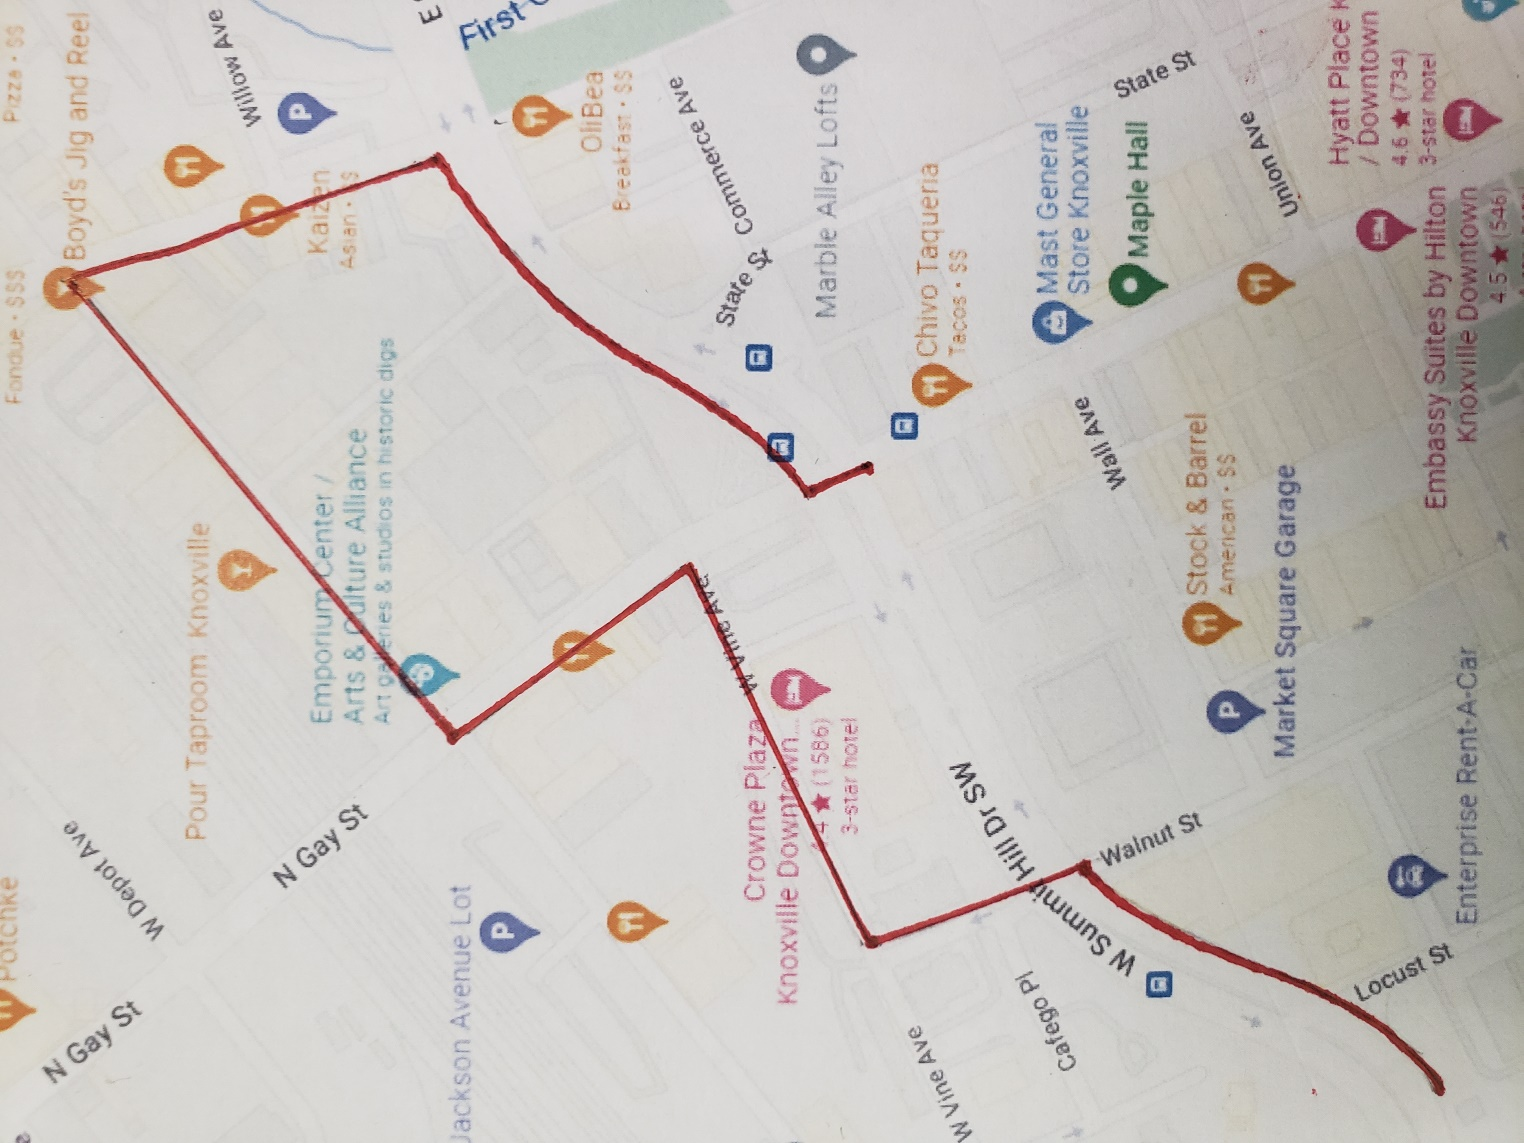 Pizza · $$
Fondue · $$$
Boyd's Jig and Reel
Willow Ave
P
Kaizen
Asian · $$
First
OliBea
Breakfast · $$
Commerce Ave
State St
Marble Alley Lofts
Chivo Taqueria
Tacos · $$
Mast General
Store Knoxville
Maple Hall
State St
Union Ave
Hyatt Place
/ Downtown
4.6 ★ (734)
3-star hotel
Embassy Suites by Hilton
Knoxville Downtown
4.5 ★ (546)
Wall Ave
Stock & Barrel
American · $$
P
Market Square Garage
Enterprise Rent-A-Car
Pour Taproom Knoxville
Emporium Center /
Arts & Culture Alliance
Art galleries & studios in historic digs
W Vine Ave
Crowne Plaza
Knoxville Downtown...
4.4 ★ (1586)
3-star hotel
W Summit Hill Dr SW
Walnut St
Locust St
Cafego Pl
W Vine Ave
P
Jackson Avenue Lot
N Gay St
W Depot Ave
N Gay St
Potchke